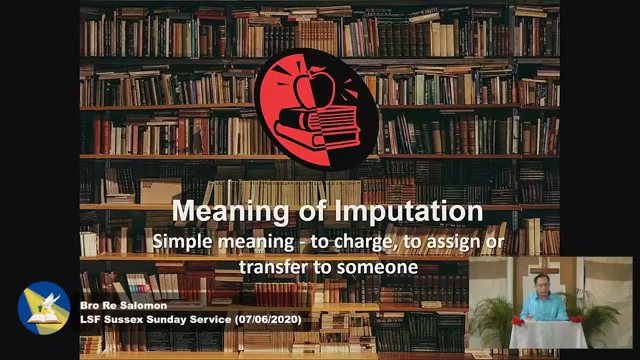 Meaning of Imputation
Simple meaning - to charge, to assign or
transfer to someone
Bro Re Salomon
LSF Sussex Sunday Service (07/06/2020)